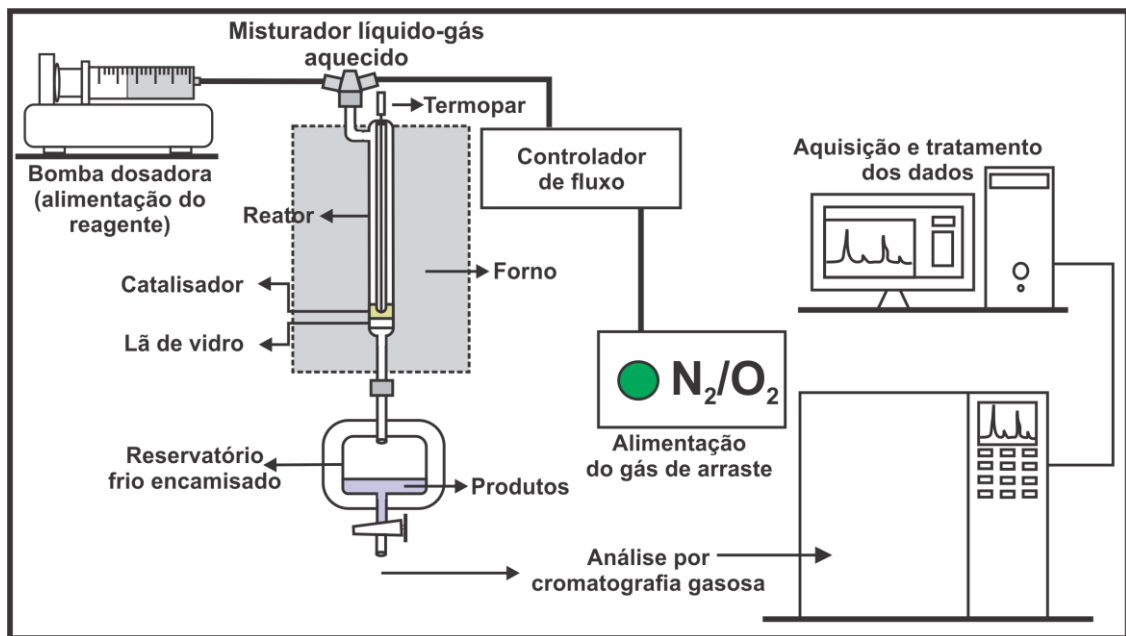 Misturador líquido-gás
aquecido
Termopar
Bomba dosadora
(alimentação do
reagente)
Controlador
de fluxo
Aquisição e tratamento
dos dados
Reator
Forno
Catalisador
Lã de vidro
N₂/O₂
Alimentação
do gás de arraste
Reservatório
frio encamisado
Produtos
Análise por
cromatografia gasosa